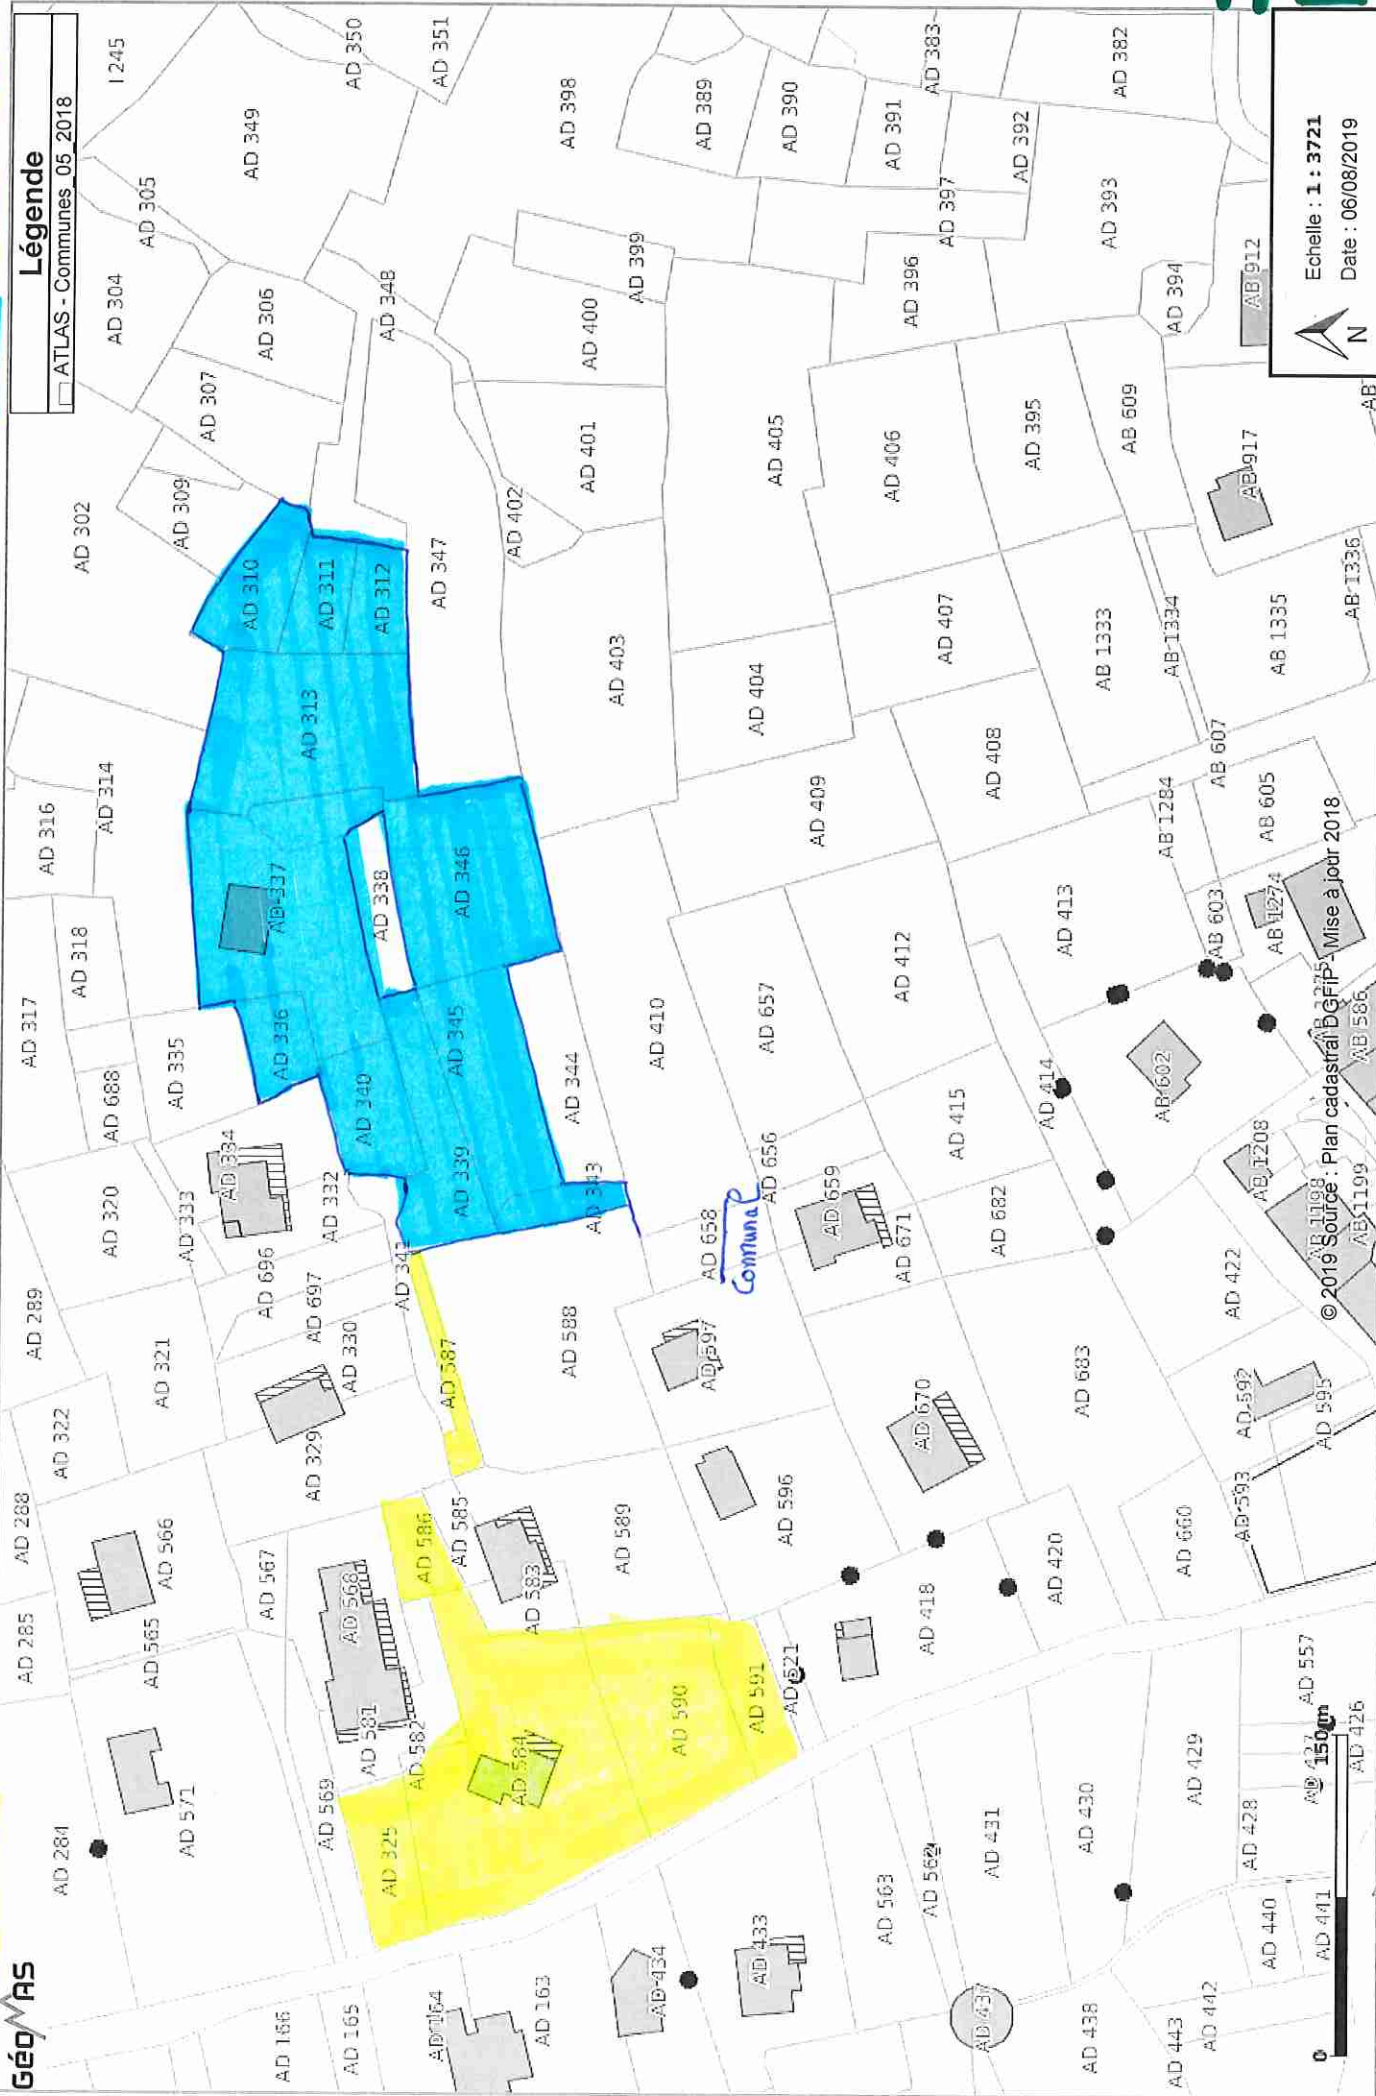 GéoMAS
Légende
ATLAS - Communes_05_2018
I 245
AD 350
AD 351
AD 349
AD 305
AD 304
AD 306
AD 348
AD 307
AD 309
AD 302
AD 398
AD 389
AD 390
AD 383
AD 382
AD 391
AD 392
AD 397
AD 393
AD 399
AD 396
AD 394
AB 912
AD 400
AD 401
AD 402
AD 405
AD 406
AD 395
AB 609
AB 917
AB
AD 310
AD 311
AD 312
AD 347
AD 403
AD 404
AD 407
AB 1333
AB 1334
AB 1335
AB 1336
AD 313
AD 314
AD 316
AD 408
AD 409
AB 607
AB 1284
AB 605
AD 337
AD 338
AD 346
AD 318
AD 317
AD 413
AB 603
AB 1274
AD 412
AD 657
AD 410
AD 336
AD 345
AD 344
AD 335
AD 688
AD 340
AD 339
AD 343
AD 414
AB 602
AB 586
AD 415
AD 656
AD 659
AD 658
Communal
AD 671
AD 682
AB 1208
AB 1198
AB 1199
AD 334
AD 332
AD 333
AD 320
AD 696
AD 697
AD 330
AD 289
AD 321
AD 322
AD 329
AD 587
AD 588
AD 597
AD 422
AD 683
AD 670
AD 592
AD 595
AD 593
AD 596
AD 589
AD 585
AD 586
AD 583
AD 288
AD 566
AD 567
AD 568
AD 285
AD 565
AD 660
AD 420
AD 418
AD 521
AD 591
AD 590
AD 584
AD 581
AD 582
AD 569
AD 571
AD 284
AD 325
AD 557
AD 426
AD 427
AD 429
AD 428
AD 430
AD 431
AD 562
AD 563
AD 440
AD 441
AD 433
AD 434
AD 437
AD 438
AD 442
AD 443
AD 163
AD 164
AD 165
AD 166
0
150 m
© 2019 Source : Plan cadastral DGFiP - Mise à jour 2018
N
Echelle : 1 : 3721
Date : 06/08/2019